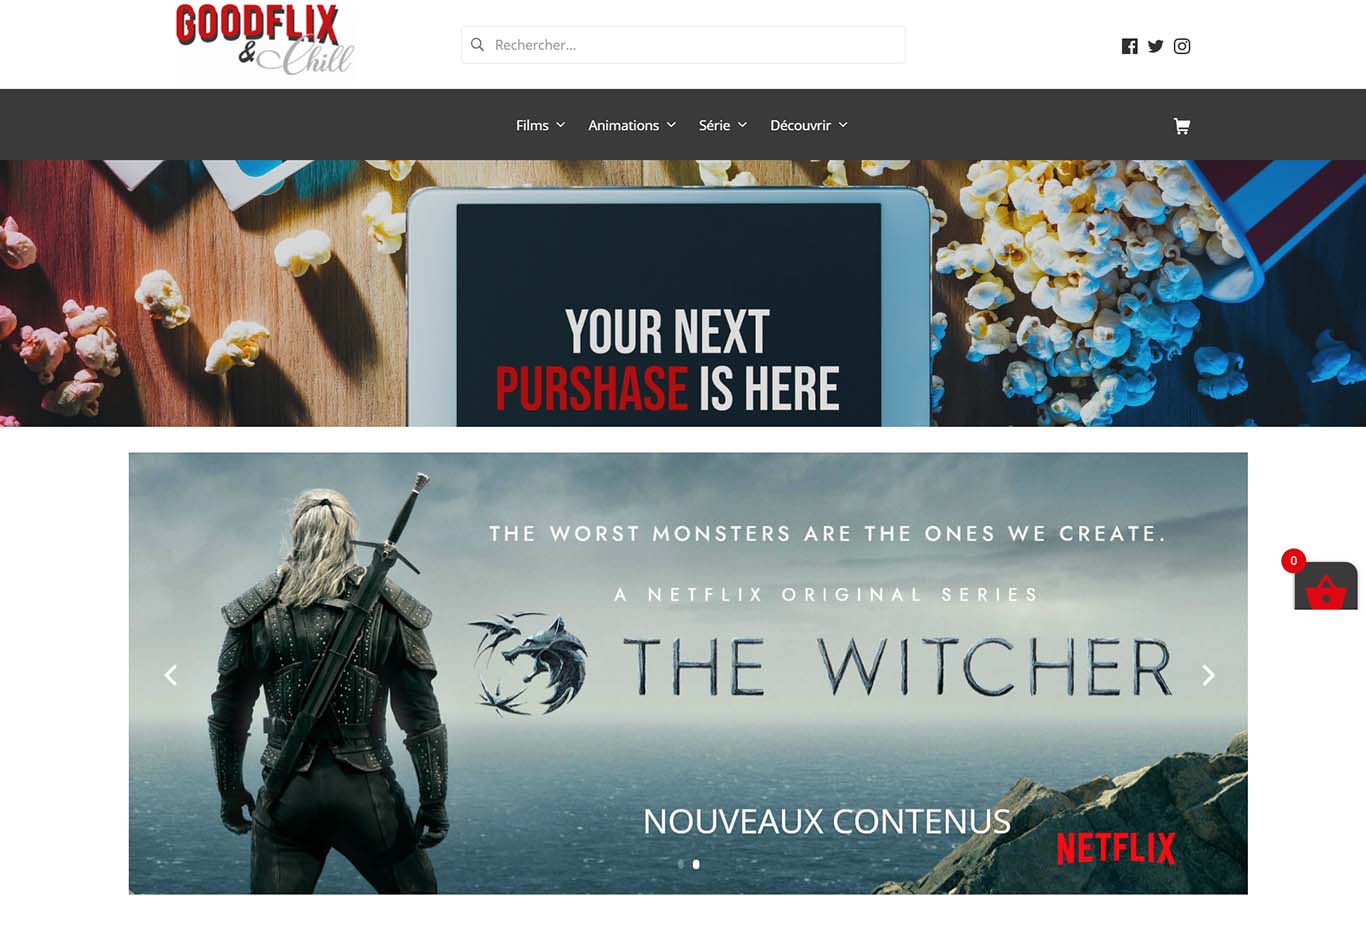 GOODFLIX
& Chill
Rechercher...
Films
Animations
Série
Découvrir
YOUR NEXT
PURSHASE IS HERE
THE WORST MONSTERS ARE THE ONES WE CREATE.
A NETFLIX ORIGINAL SERIES
THE WITCHER
0
NOUVEAUX CONTENUS
NETFLIX